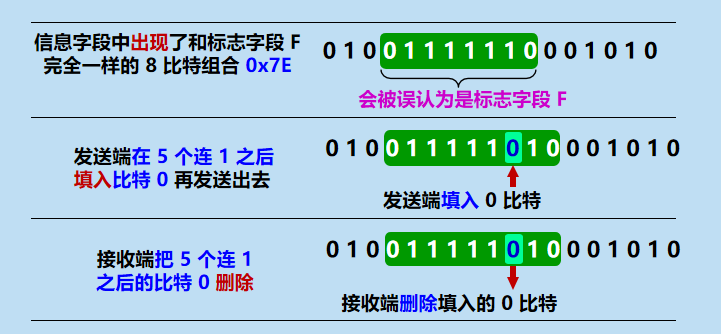 信息字段中出现了和标志字段 F
完全一样的 8 比特组合 0x7E
0 1 0 0 1 1 1 1 1 1 0 0 0 1 0 1 0
会被误认为是标志字段 F
发送端在 5 个连 1 之后
填入比特 0 再发送出去
0 1 0 0 1 1 1 1 1 0 1 0 0 0 1 0 1 0
发送端填入 0 比特
接收端把 5 个连 1
之后的比特 0 删除
0 1 0 0 1 1 1 1 1 0 1 0 0 0 1 0 1 0
接收端删除填入的 0 比特